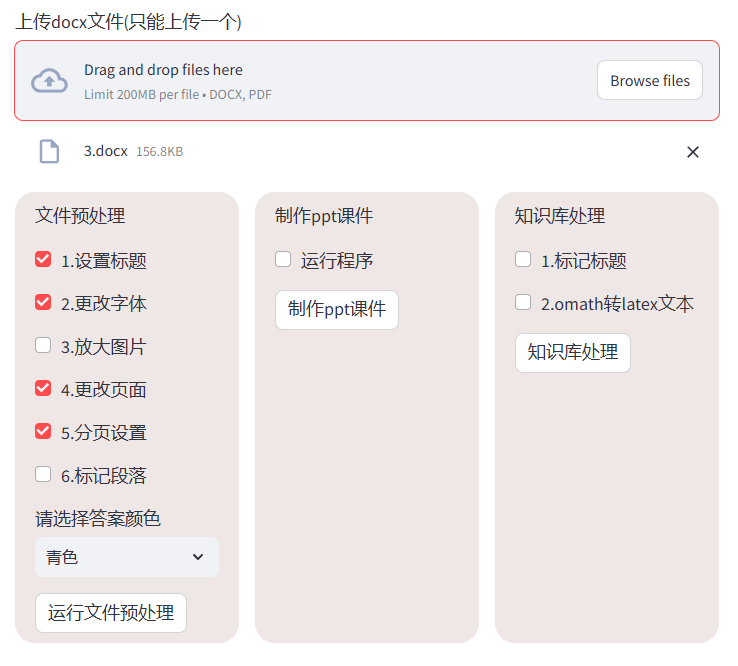 上传docx文件(只能上传一个)
Drag and drop files here
Limit 200MB per file • DOCX, PDF
Browse files
3.docx 156.8KB
文件预处理
1.设置标题
2.更改字体
3.放大图片
4.更改页面
5.分页设置
6.标记段落
请选择答案颜色
青色
运行文件预处理
制作ppt课件
运行程序
制作ppt课件
知识库处理
1.标记标题
2.omath转latex文本
知识库处理